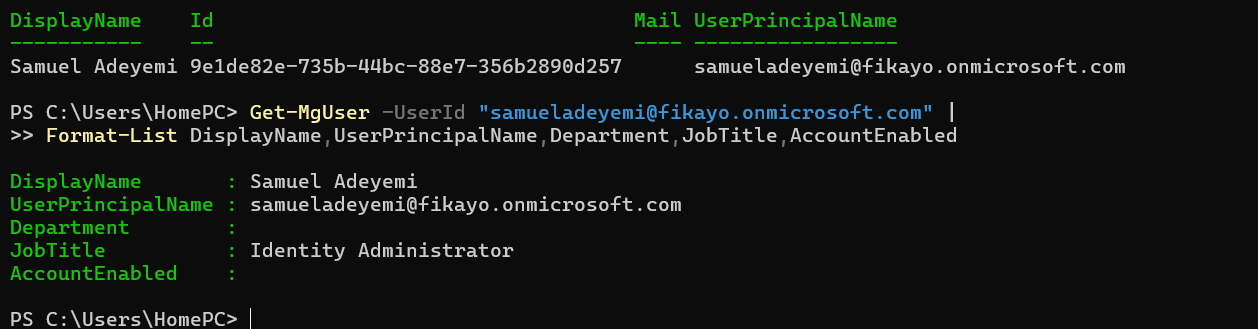 DisplayName Id Mail UserPrincipalName
----------- -- ---- -----------------
Samuel Adeyemi 9e1de82e-735b-44bc-88e7-356b2890d257 samueladeyemi@fikayo.onmicrosoft.com
PS C:\Users\HomePC> Get-MgUser -UserId "samueladeyemi@fikayo.onmicrosoft.com" |
>> Format-List DisplayName,UserPrincipalName,Department,JobTitle,AccountEnabled
DisplayName : Samuel Adeyemi
UserPrincipalName : samueladeyemi@fikayo.onmicrosoft.com
Department :
JobTitle : Identity Administrator
AccountEnabled :
PS C:\Users\HomePC>